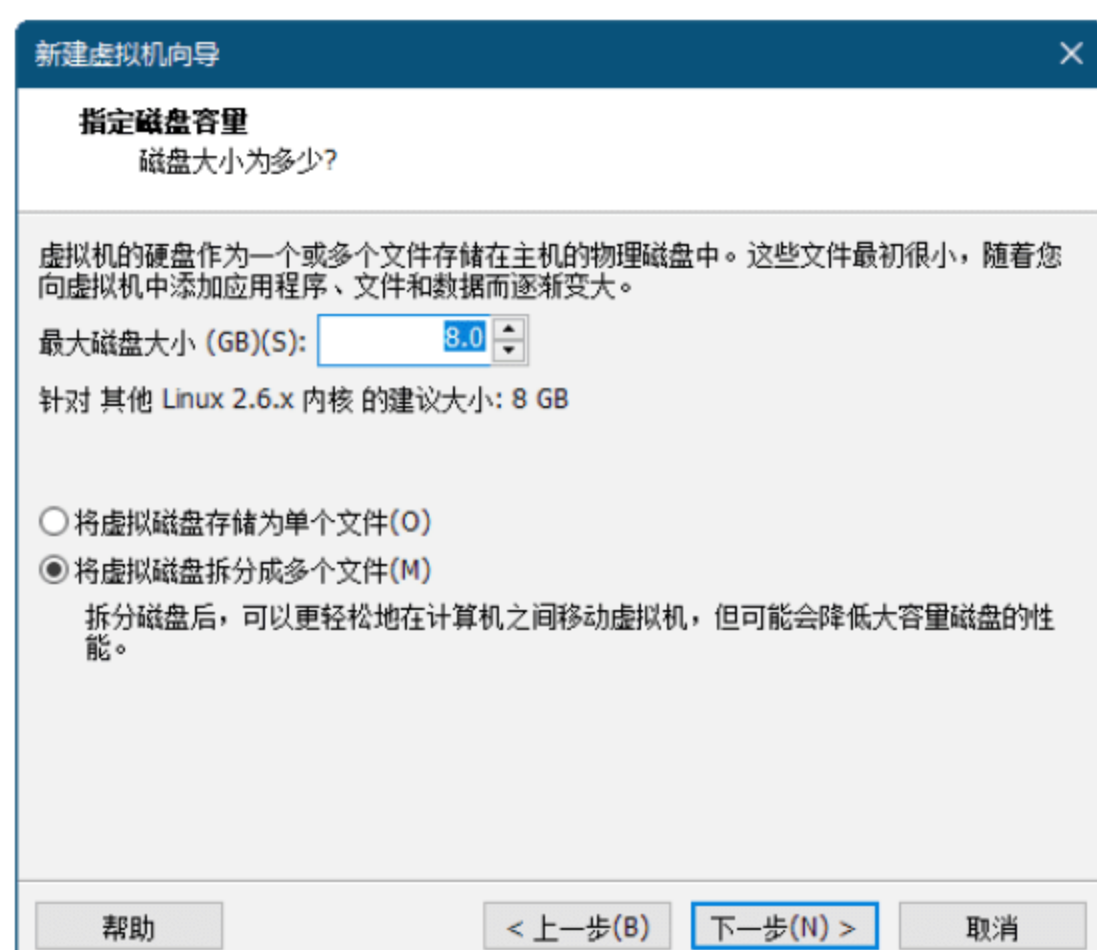 新建虚拟机向导
指定磁盘容量
磁盘大小为多少?
虚拟机的硬盘作为一个或多个文件存储在主机的物理磁盘中。这些文件最初很小，随着您
向虚拟机中添加应用程序、文件和数据而逐渐变大。
最大磁盘大小 (GB)(S): 8.0
针对 其他 Linux 2.6.x 内核 的建议大小: 8 GB
将虚拟磁盘存储为单个文件(O)
将虚拟磁盘拆分成多个文件(M)
拆分磁盘后，可以更轻松地在计算机之间移动虚拟机，但可能会降低大容量磁盘的性
能。
帮助 < 上一步(B) 下一步(N) > 取消